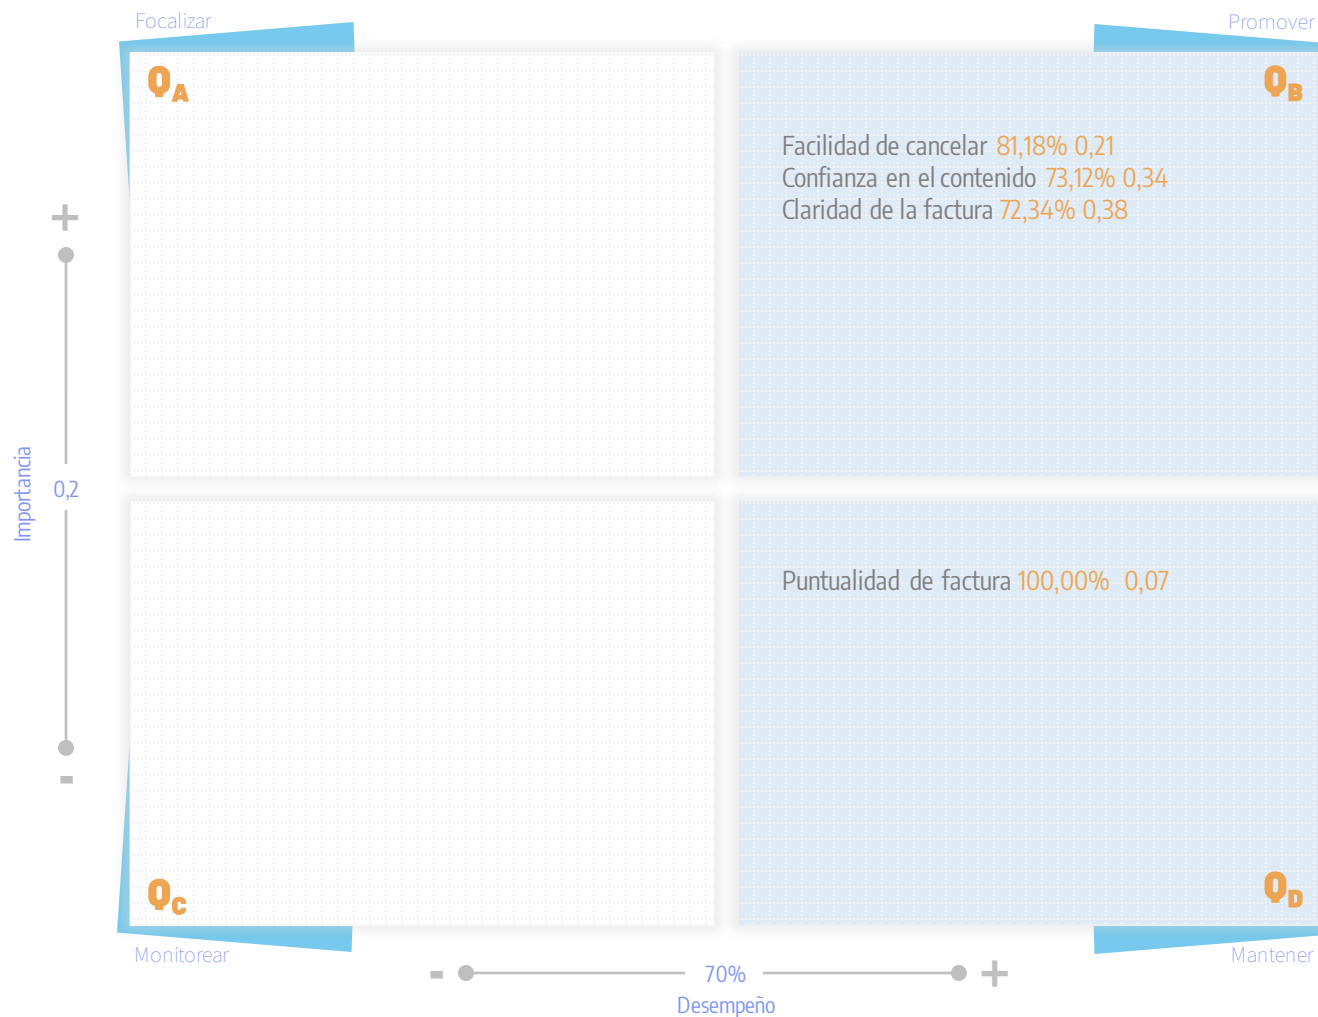 Focalizar
Promover
QA
QB
Facilidad de cancelar 81,18% 0,21
Confianza en el contenido 73,12% 0,34
Claridad de la factura 72,34% 0,38
+
Importancia
0,2
-
Puntualidad de factura 100,00% 0,07
QC
QD
Monitorear
Mantener
- 70% +
Desempeño